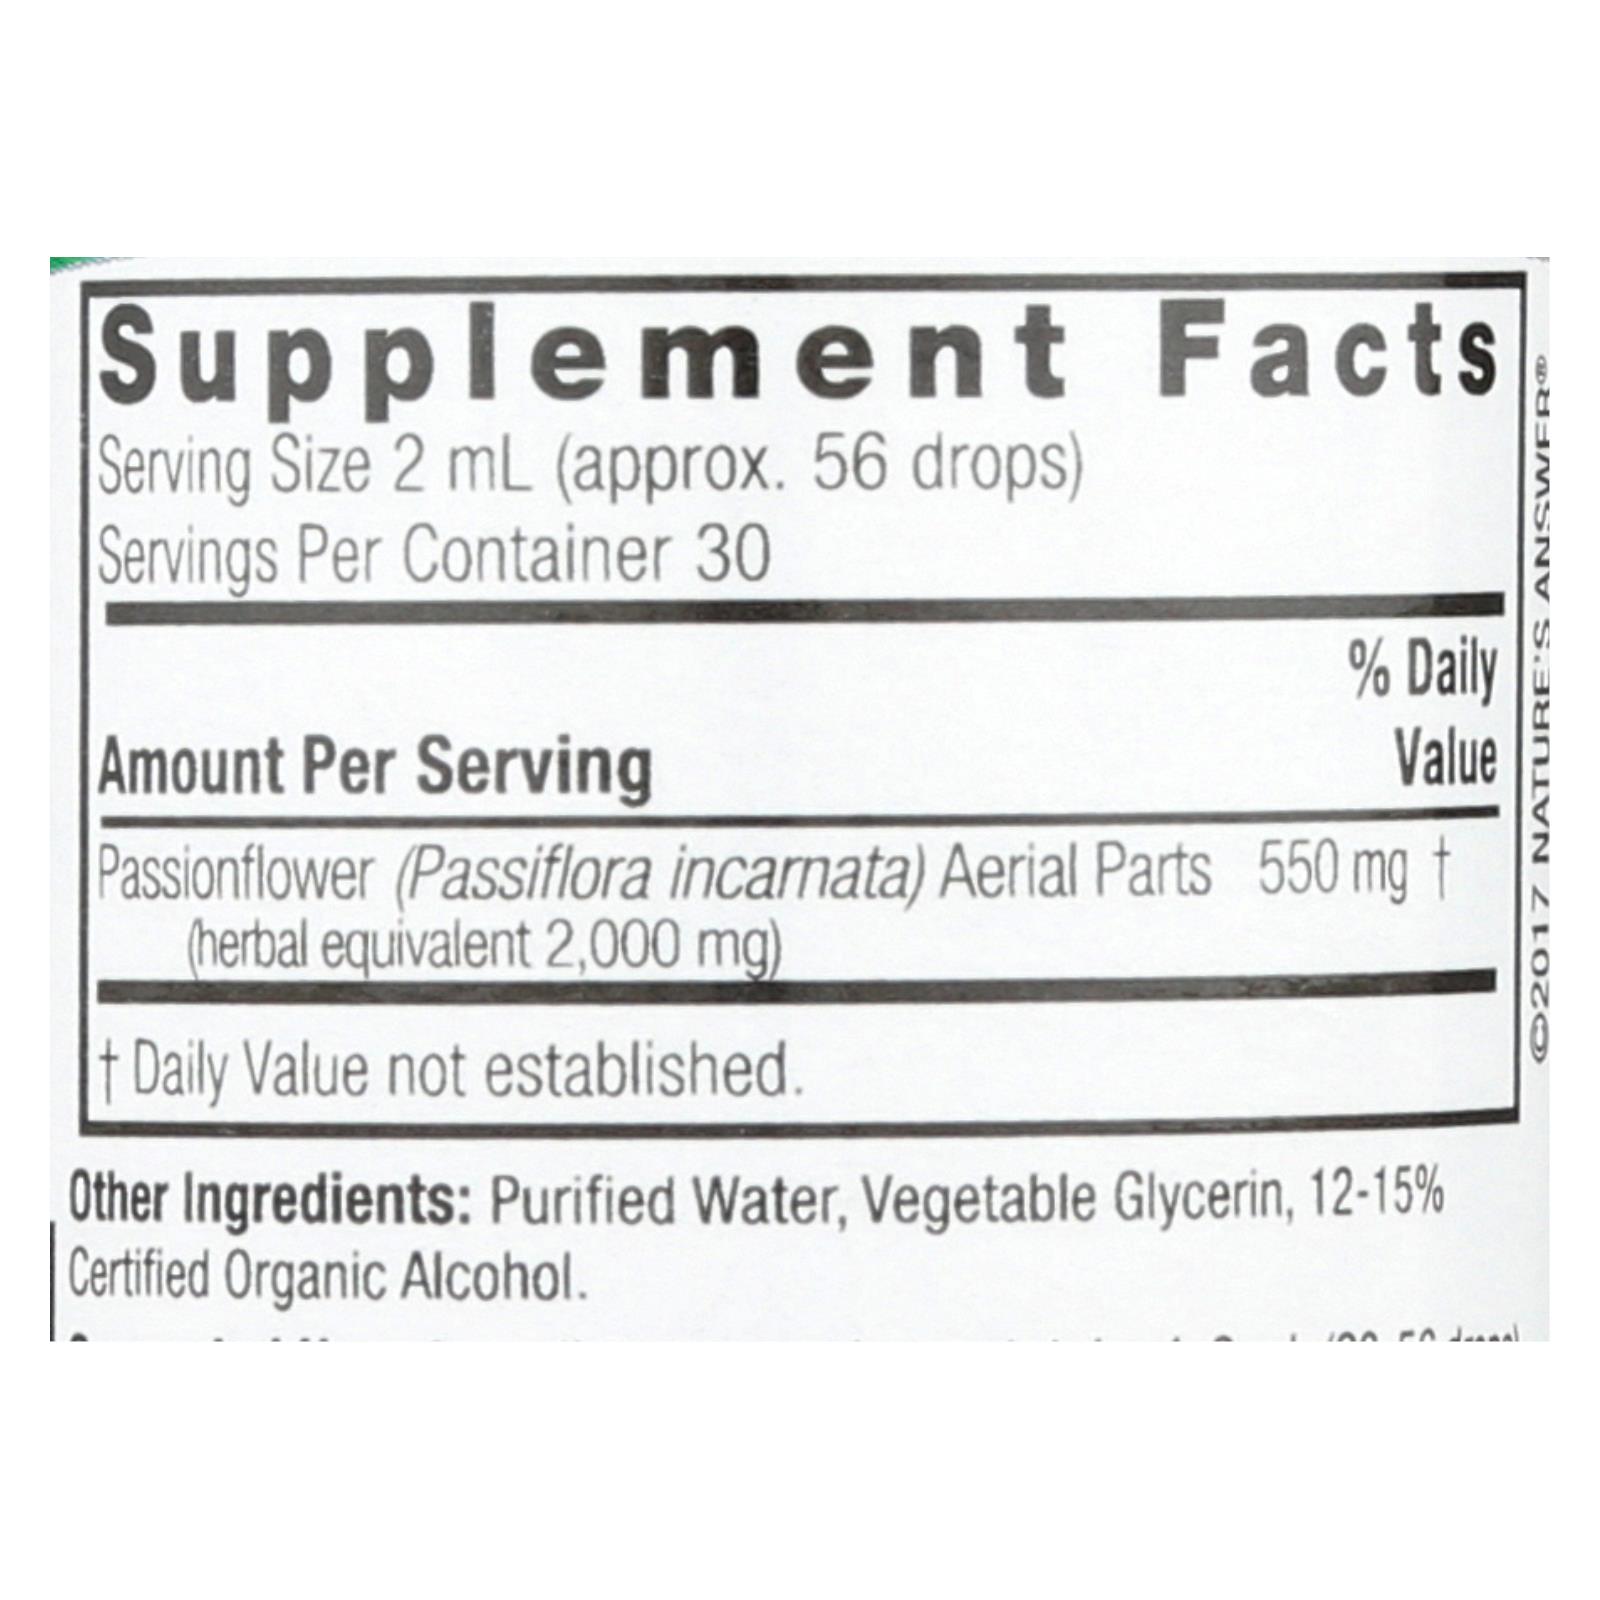 Supplement Facts
Serving Size 2 mL (approx. 56 drops)
Servings Per Container 30
% Daily
Value
Amount Per Serving
Passionflower (Passiflora incarnata) Aerial Parts 550 mg †
(herbal equivalent 2,000 mg)
† Daily Value not established.
Other Ingredients: Purified Water, Vegetable Glycerin, 12-15%
Certified Organic Alcohol.
©2017 NATURE'S ANSWER®